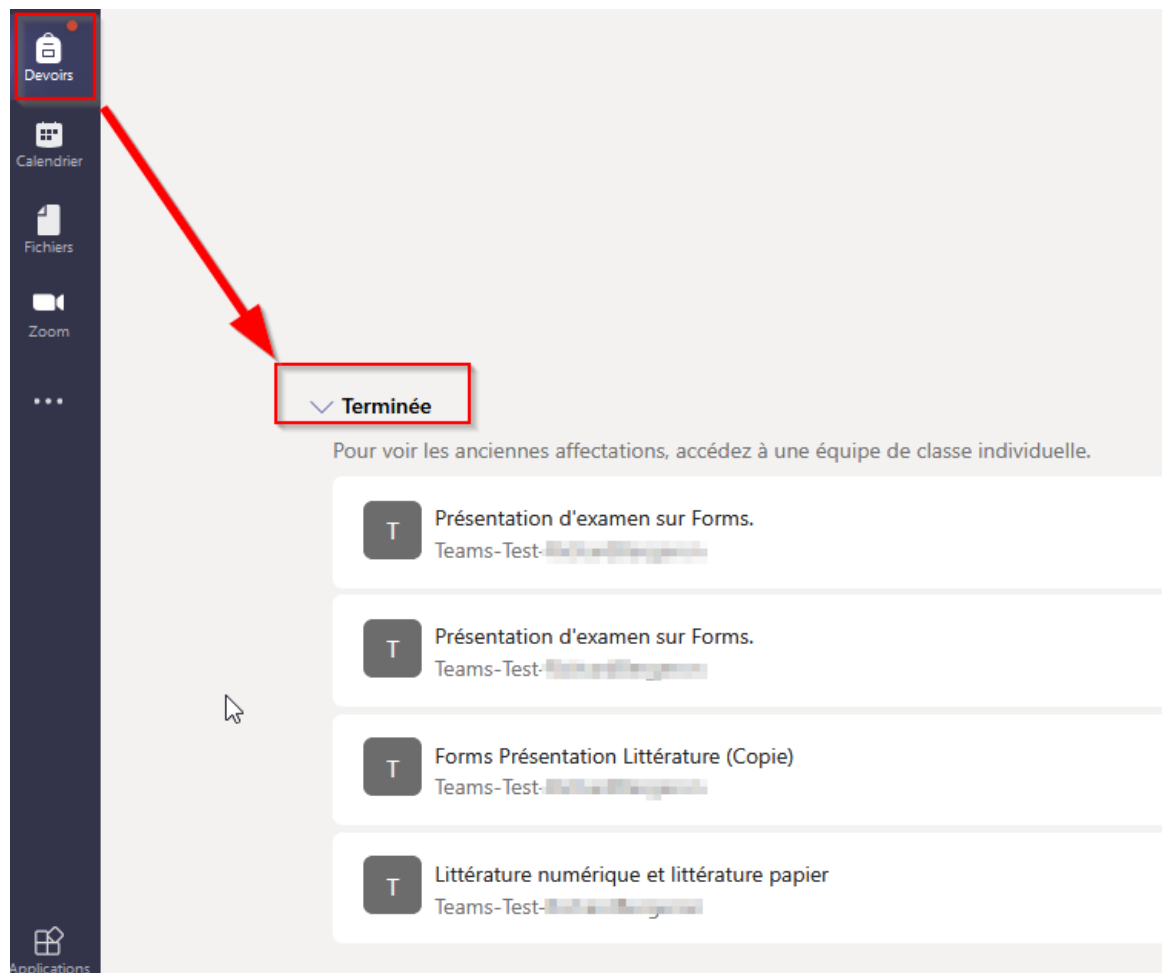 Devoirs
Calendrier
Fichiers
Zoom
Terminée
Pour voir les anciennes affectations, accédez à une équipe de classe individuelle.
T
Présentation d'examen sur Forms.
Teams-Test-
T
Présentation d'examen sur Forms.
Teams-Test-
T
Forms Présentation Littérature (Copie)
Teams-Test-
T
Littérature numérique et littérature papier
Teams-Test-
Applications